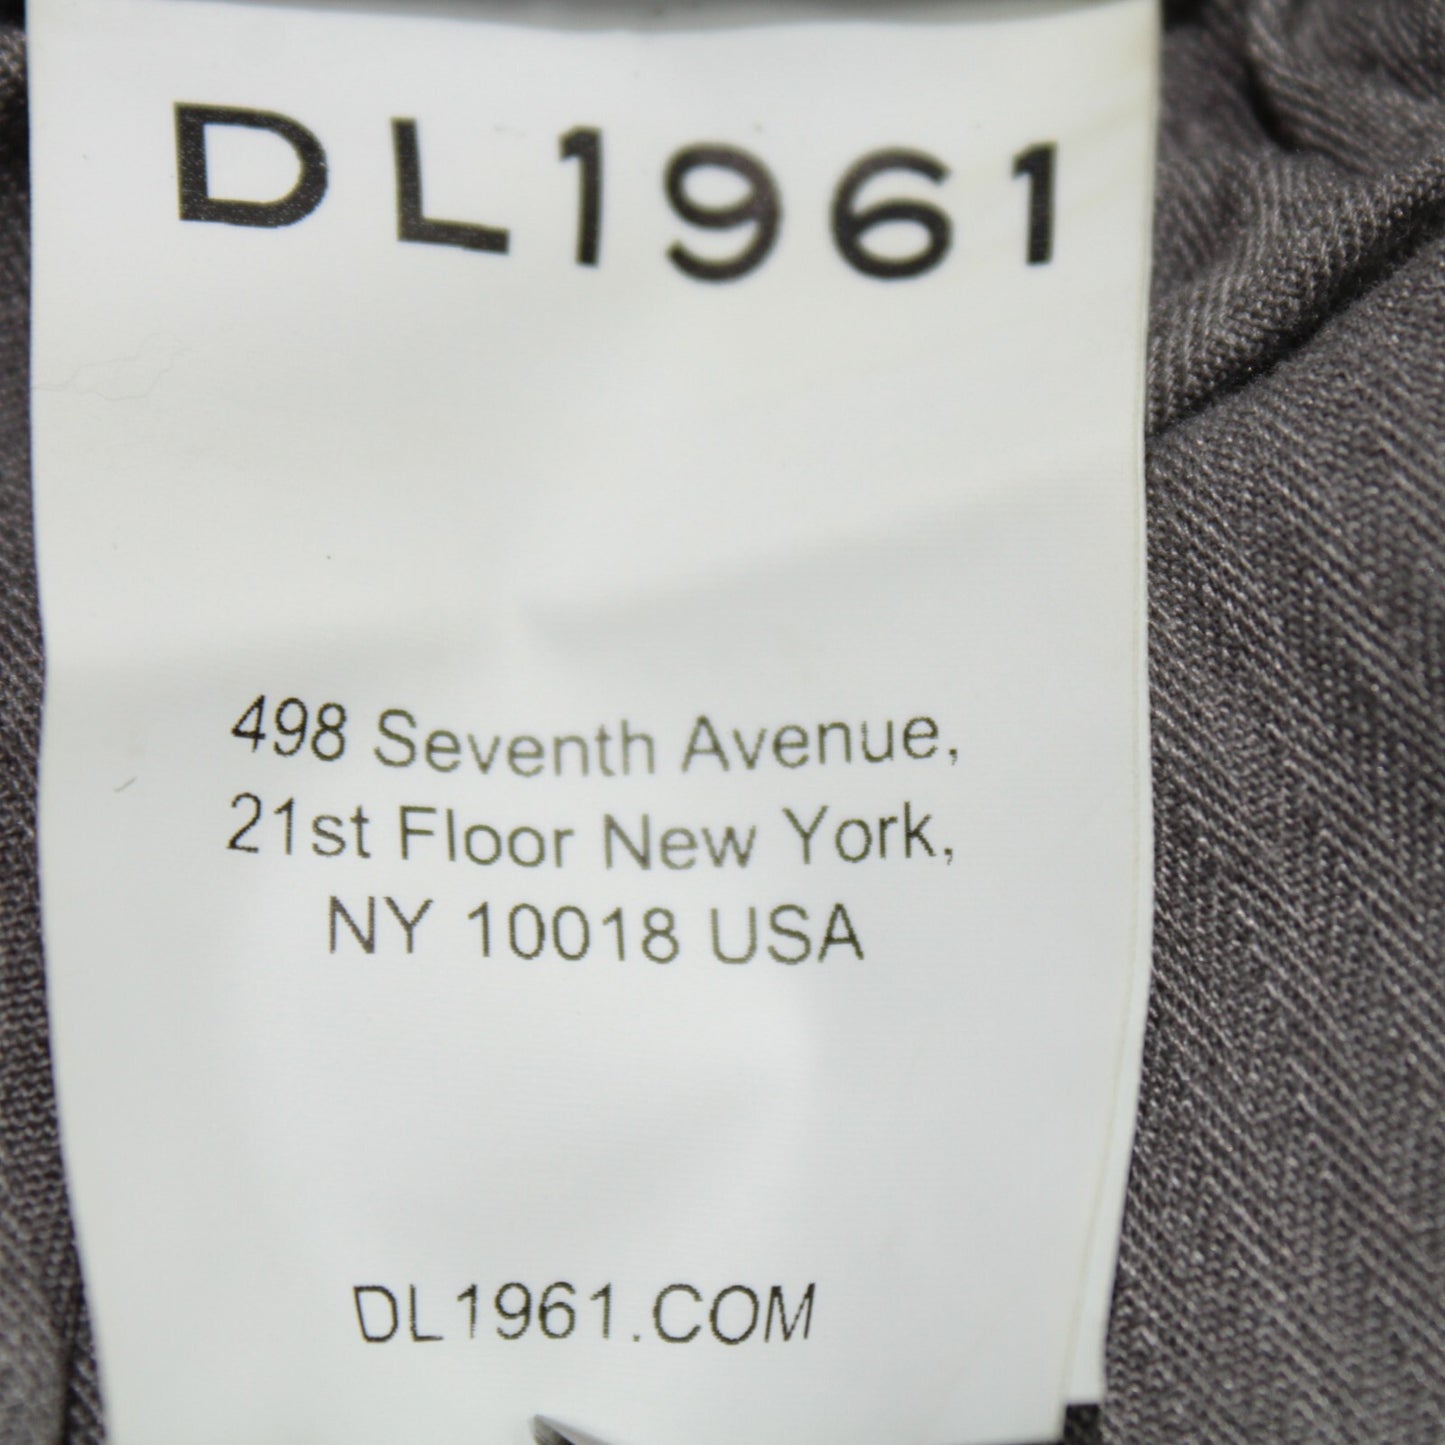 DL1961
498 Seventh Avenue,
21st Floor New York,
NY 10018 USA
DL1961.COM